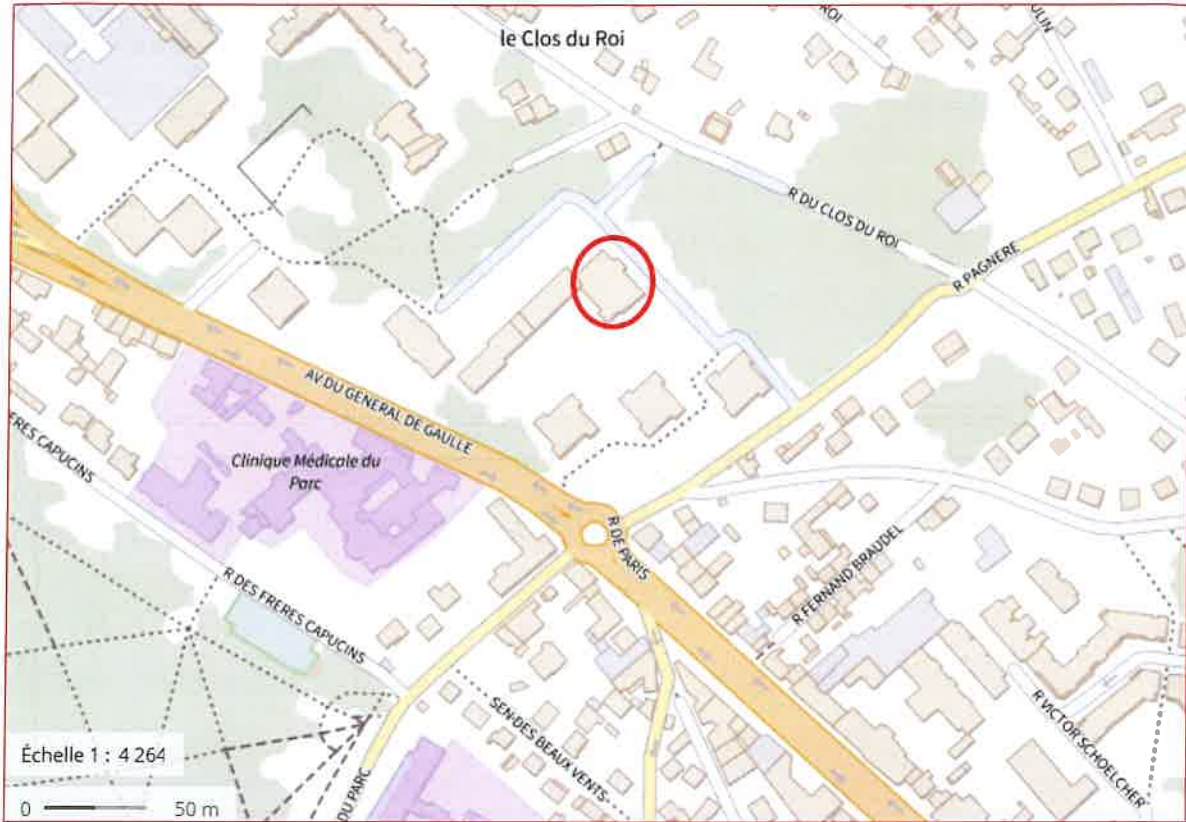 ROI
ULIN
le Clos du Roi
R DU CLOS DU ROI
R PAGNERE
AV DU GENERAL DE GAULLE
Clinique Médicale du
Parc
FRERES CAPUCINS
R DE PARIS
R FERNAND BRAUDEL
R DES FRERES CAPUCINS
SEN DES BEAUX VENTS
R VICTOR SCHOELCHER
DU PARC
Échelle 1 : 4 264
0 50 m